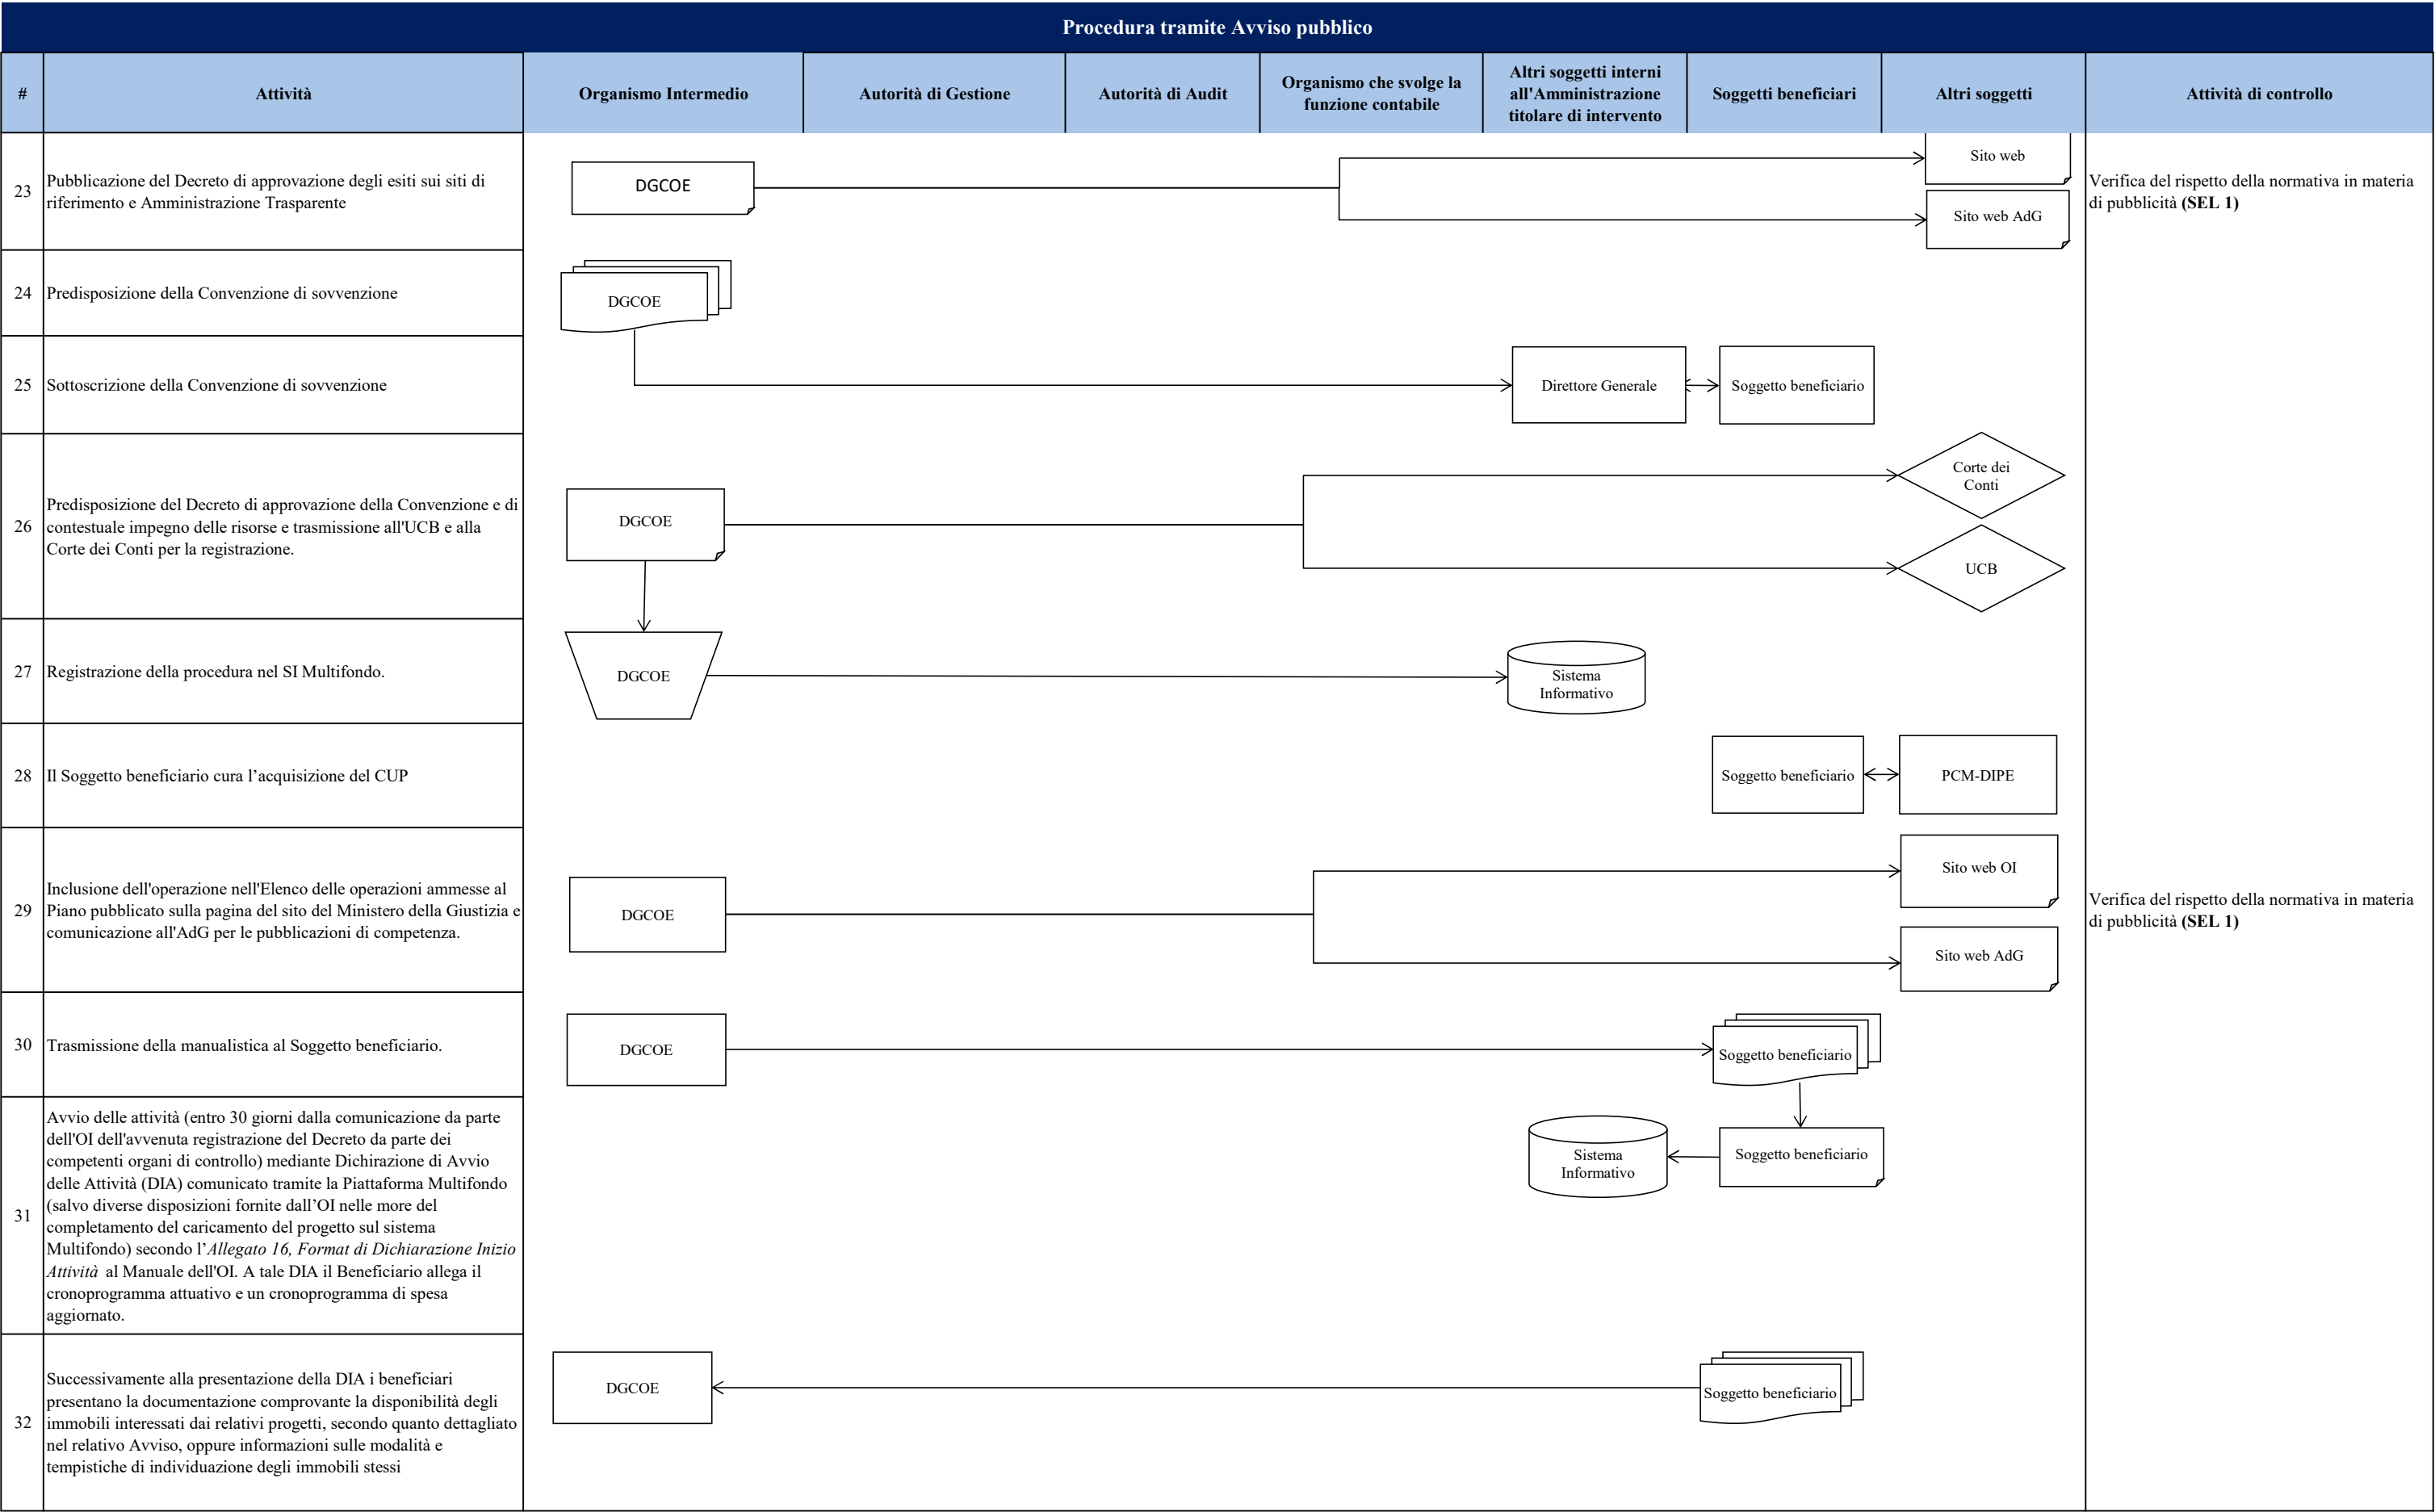 Procedura tramite Avviso pubblico
#
Attività
Organismo Intermedio
Autorità di Gestione
Autorità di Audit
Organismo che svolge la
funzione contabile
Altri soggetti interni
all'Amministrazione
titolare di intervento
Soggetti beneficiari
Altri soggetti
Attività di controllo
23
Pubblicazione del Decreto di approvazione degli esiti sui siti di
riferimento e Amministrazione Trasparente
DGCOE
Sito web
Sito web AdG
Verifica del rispetto della normativa in materia
di pubblicità (SEL 1)
24
Predisposizione della Convenzione di sovvenzione
DGCOE
25
Sottoscrizione della Convenzione di sovvenzione
Direttore Generale
Soggetto beneficiario
26
Predisposizione del Decreto di approvazione della Convenzione e di
contestuale impegno delle risorse e trasmissione all'UCB e alla
Corte dei Conti per la registrazione.
DGCOE
Corte dei
Conti
UCB
27
Registrazione della procedura nel SI Multifondo.
DGCOE
Sistema
Informativo
28
Il Soggetto beneficiario cura l’acquisizione del CUP
Soggetto beneficiario
PCM-DIPE
29
Inclusione dell'operazione nell'Elenco delle operazioni ammesse al
Piano pubblicato sulla pagina del sito del Ministero della Giustizia e
comunicazione all'AdG per le pubblicazioni di competenza.
DGCOE
Sito web OI
Sito web AdG
Verifica del rispetto della normativa in materia
di pubblicità (SEL 1)
30
Trasmissione della manualistica al Soggetto beneficiario.
DGCOE
Soggetto beneficiario
31
Avvio delle attività (entro 30 giorni dalla comunicazione da parte
dell'OI dell'avvenuta registrazione del Decreto da parte dei
competenti organi di controllo) mediante Dichirazione di Avvio
delle Attività (DIA) comunicato tramite la Piattaforma Multifondo
(salvo diverse disposizioni fornite dall’OI nelle more del
completamento del caricamento del progetto sul sistema
Multifondo) secondo l’Allegato 16, Format di Dichiarazione Inizio
Attività al Manuale dell'OI. A tale DIA il Beneficiario allega il
cronoprogramma attuativo e un cronoprogramma di spesa
aggiornato.
Sistema
Informativo
Soggetto beneficiario
32
Successivamente alla presentazione della DIA i beneficiari
presentano la documentazione comprovante la disponibilità degli
immobili interessati dai relativi progetti, secondo quanto dettagliato
nel relativo Avviso, oppure informazioni sulle modalità e
tempistiche di individuazione degli immobili stessi
DGCOE
Soggetto beneficiario